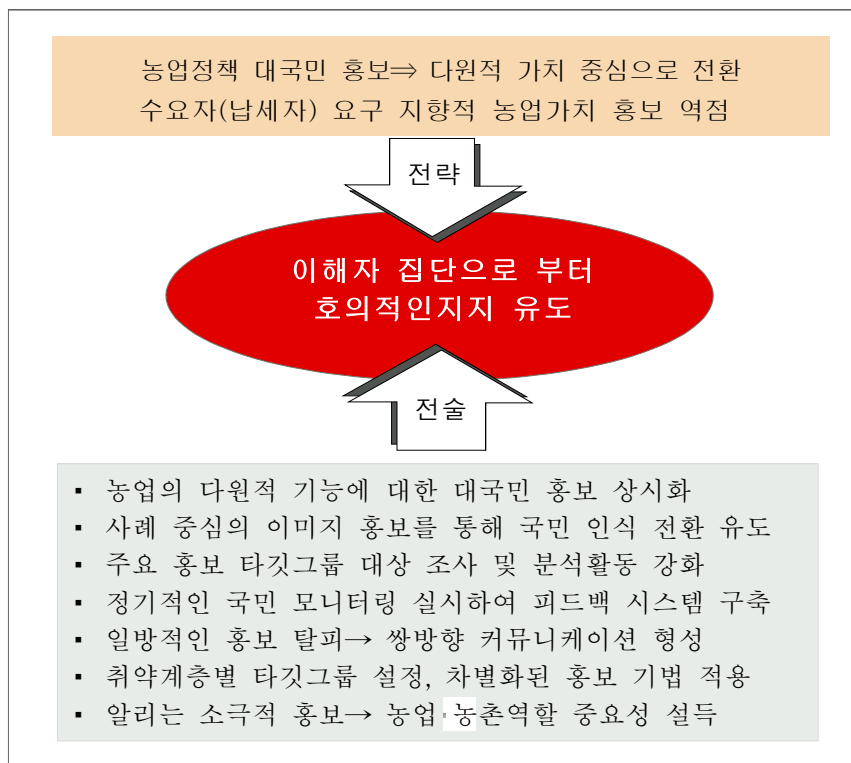 농업정책 대국민 홍보⇒ 다원적 가치 중심으로 전환
수요자(납세자) 요구 지향적 농업가치 홍보 역점
전략
이해자 집단으로 부터
호의적인지지 유도
전술
▪ 농업의 다원적 기능에 대한 대국민 홍보 상시화
▪ 사례 중심의 이미지 홍보를 통해 국민 인식 전환 유도
▪ 주요 홍보 타깃그룹 대상 조사 및 분석활동 강화
▪ 정기적인 국민 모니터링 실시하여 피드백 시스템 구축
▪ 일방적인 홍보 탈피→ 쌍방향 커뮤니케이션 형성
▪ 취약계층별 타깃그룹 설정, 차별화된 홍보 기법 적용
▪ 알리는 소극적 홍보→ 농업·농촌역할 중요성 설득